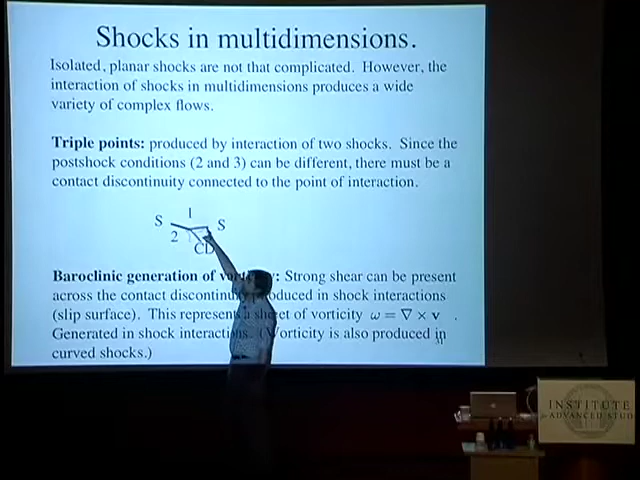 Shocks in multidimensions.
Isolated, planar shocks are not that complicated. However, the
interaction of shocks in multidimensions produces a wide
variety of complex flows.
Triple points: produced by interaction of two shocks. Since the
postshock conditions (2 and 3) can be different, there must be a
contact discontinuity connected to the point of interaction.
1
S S
2
CD
Baroclinic generation of Strong shear can be present
across the contact produced in shock interactions
(slip surface). This represents sheet of vorticity ω = ∇ × v .
Generated in shock (Vorticity is also produced in
curved shocks.)
INSTITUTE
ADVANCED